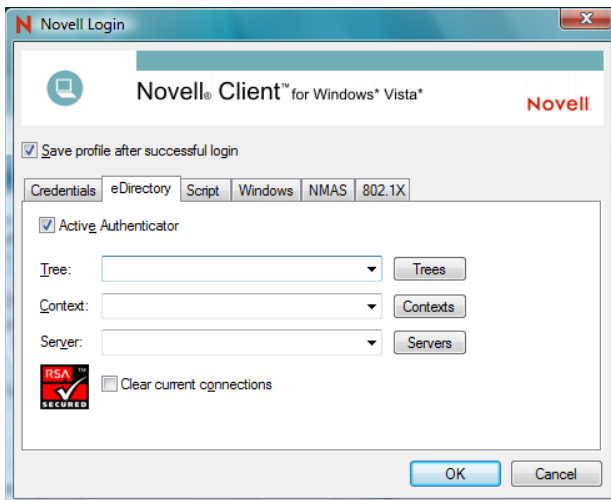 N Novell Login
Novell® Client™ for Windows* Vista*
Novell.
Save profile after successful login
Credentials eDirectory Script Windows NMAS 802.1X
Active Authenticator
Tree: Trees
Context: Contexts
Server: Servers
RSA™
SECURED
Clear current connections
OK Cancel